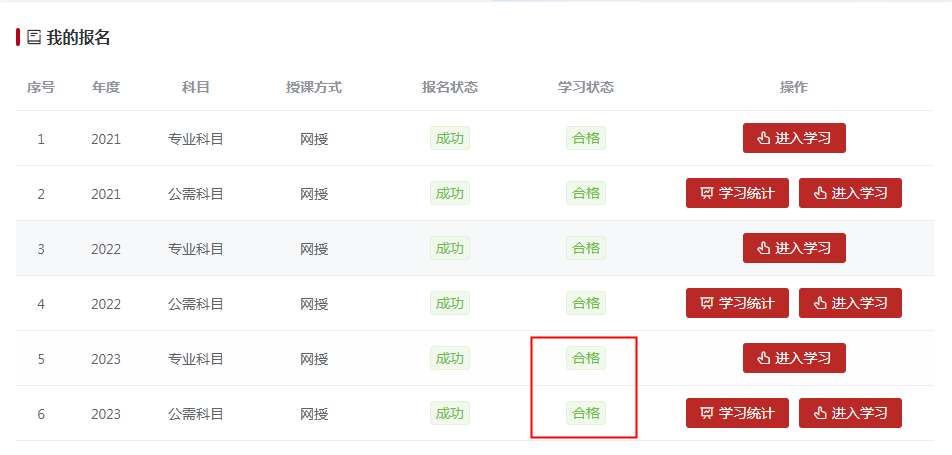 我的报名
序号 年度 科目 授课方式 报名状态 学习状态 操作
1 2021 专业科目 网授 成功 合格 进入学习
2 2021 公需科目 网授 成功 合格 学习统计 进入学习
3 2022 专业科目 网授 成功 合格 进入学习
4 2022 公需科目 网授 成功 合格 学习统计 进入学习
5 2023 专业科目 网授 成功 合格 进入学习
6 2023 公需科目 网授 成功 合格 学习统计 进入学习